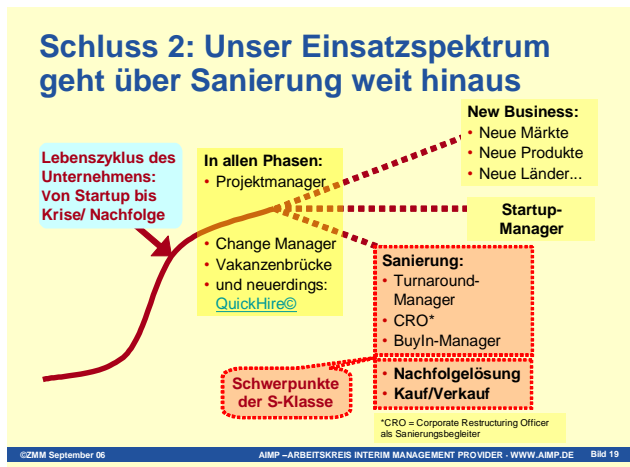 Schluss 2: Unser Einsatzspektrum
geht über Sanierung weit hinaus
Lebenszyklus des
Unternehmens:
Von Startup bis
Krise/ Nachfolge
In allen Phasen:
• Projektmanager
• Change Manager
• Vakanzenbrücke
• und neuerdings:
QuickHire©
New Business:
• Neue Märkte
• Neue Produkte
• Neue Länder...
Startup-
Manager
Sanierung:
• Turnaround-
Manager
• CRO*
• BuyIn-Manager
• Nachfolgelösung
• Kauf/Verkauf
Schwerpunkte
der S-Klasse
*CRO = Corporate Restructuring Officer
als Sanierungsbegleiter
©ZMM September 06
AIMP –ARBEITSKREIS INTERIM MANAGEMENT PROVIDER - WWW.AIMP.DE
Bild 19